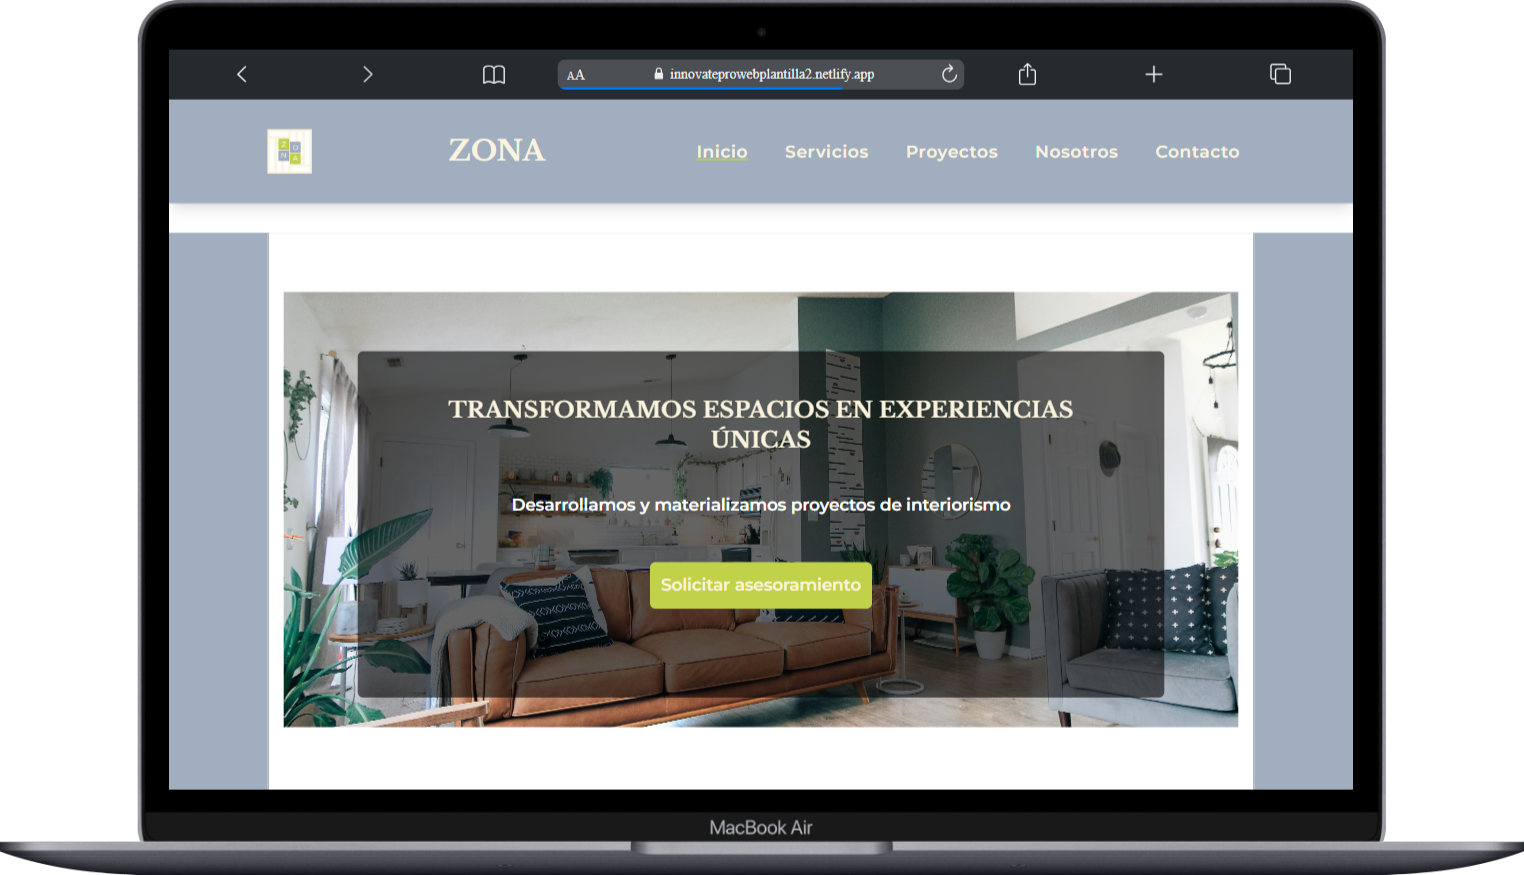 AA innovateprowebplantilla2.netlify.app
Z O
N A
ZONA
Inicio Servicios Proyectos Nosotros Contacto
TRANSFORMAMOS ESPACIOS EN EXPERIENCIAS
ÚNICAS
Desarrollamos y materializamos proyectos de interiorismo
Solicitar asesoramiento
MacBook Air